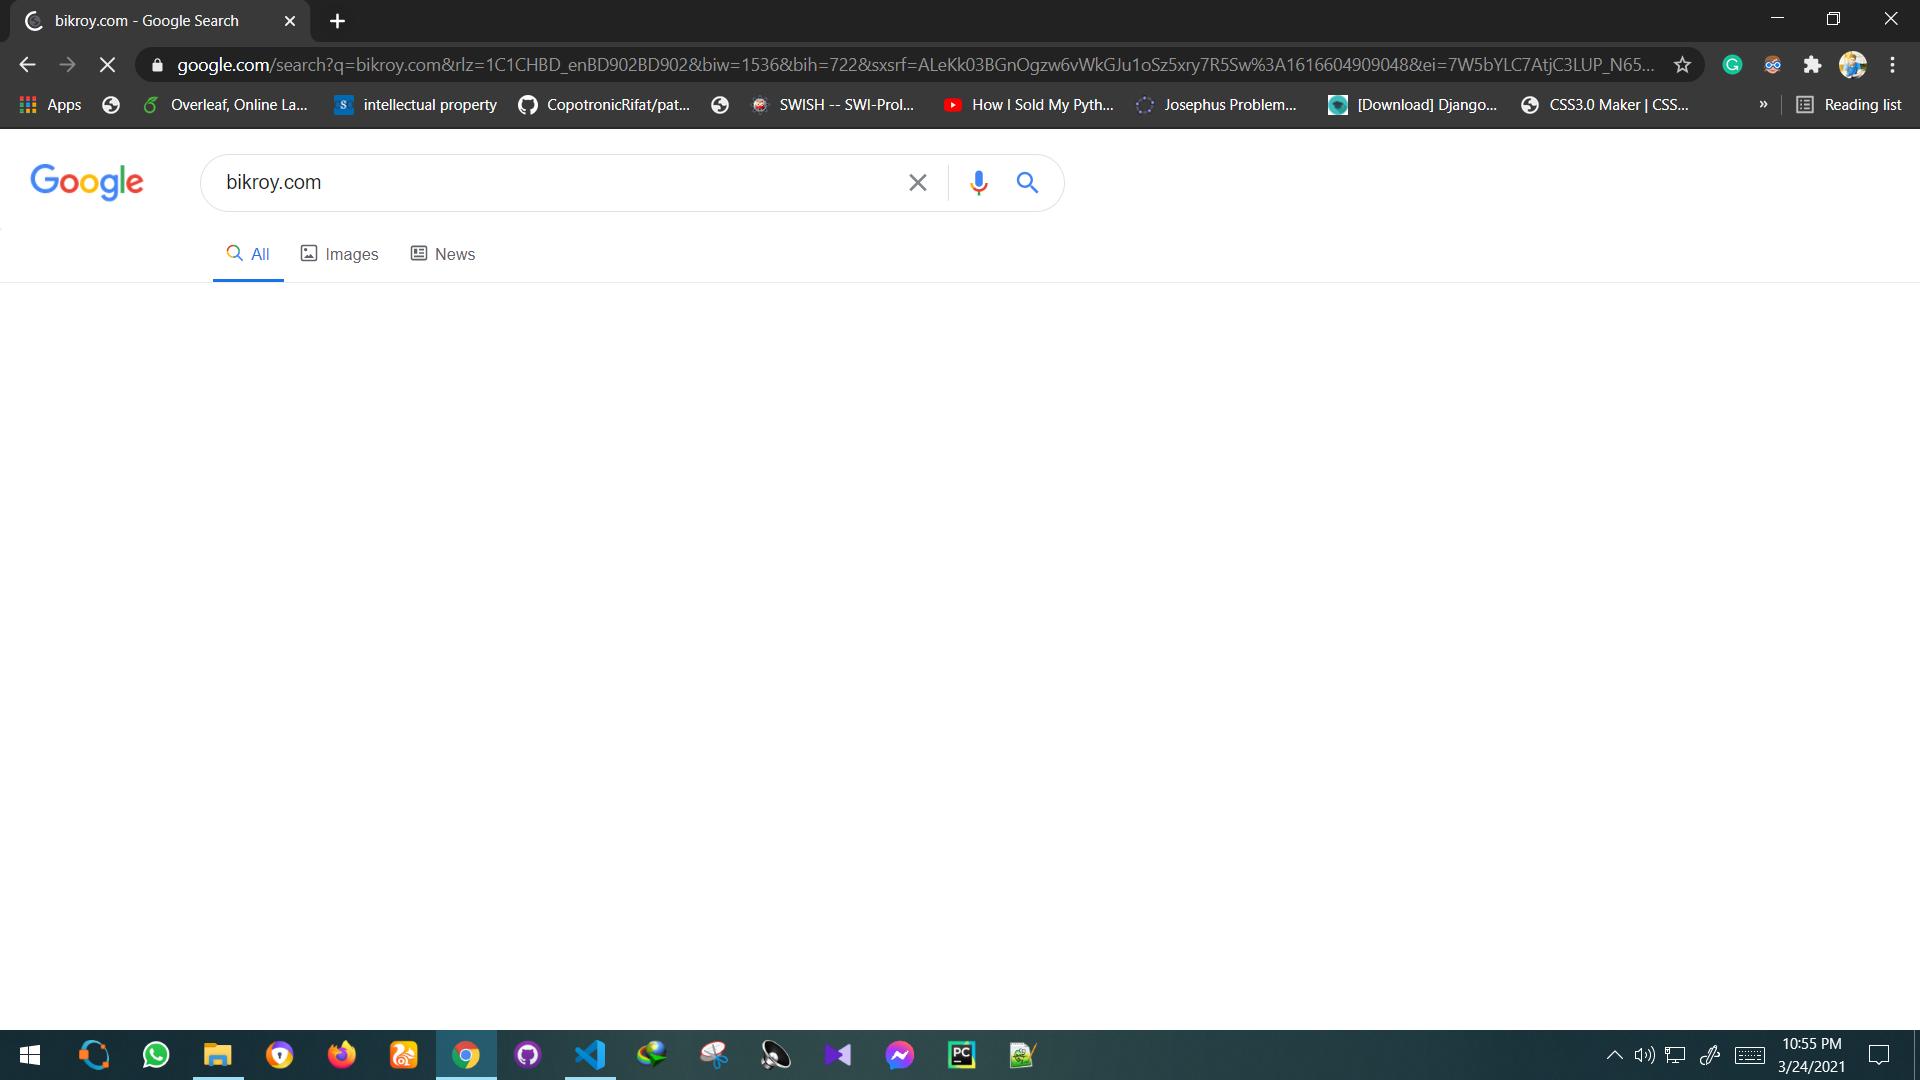 bikroy.com - Google Search
google.com/search?q=bikroy.com&rlz=1C1CHBD_enBD902BD902&biw=1536&bih=722&sxsrf=ALeKk03BGnOgzw6vWkGJu1oSz5xry7R5Sw%3A1616604909048&ei=7W5bYLC7AtjC3LUP_N65...
Apps Overleaf, Online La... intellectual property CopotronicRifat/pat... SWISH -- SWI-Prol... How I Sold My Pyth... Josephus Problem... [Download] Django... CSS3.0 Maker | CSS... » Reading list
Google bikroy.com
All Images News
10:55 PM
3/24/2021